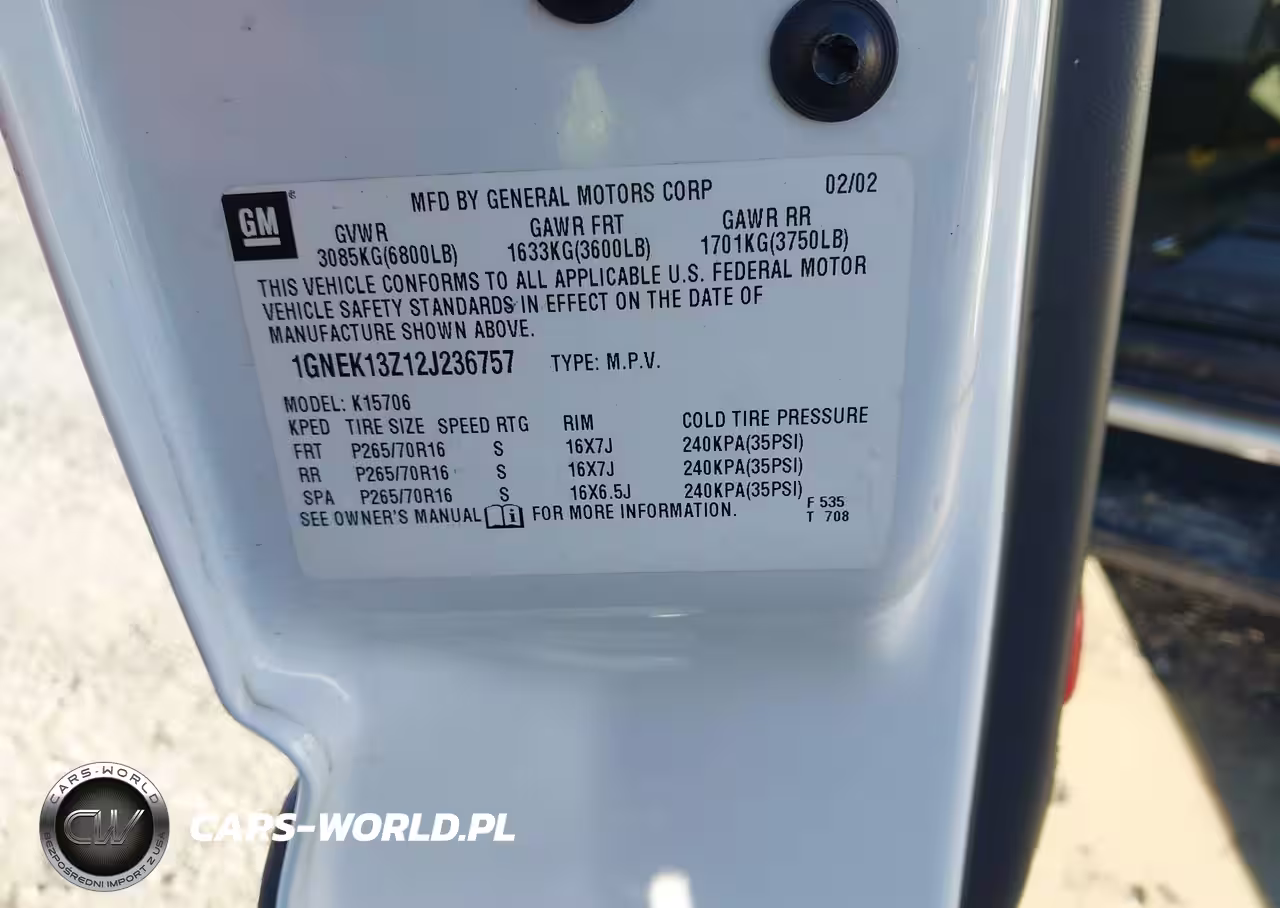 GM
MFD BY GENERAL MOTORS CORP 02/02
GVWR GAWR FRT GAWR RR
3085KG(6800LB) 1633KG(3600LB) 1701KG(3750LB)
THIS VEHICLE CONFORMS TO ALL APPLICABLE U.S. FEDERAL MOTOR
VEHICLE SAFETY STANDARDS IN EFFECT ON THE DATE OF
MANUFACTURE SHOWN ABOVE.
1GNEK13Z12J236757 TYPE: M.P.V.
MODEL: K15706
KPED TIRE SIZE SPEED RTG RIM COLD TIRE PRESSURE
FRT P265/70R16 S 16X7J 240KPA(35PSI)
RR P265/70R16 S 16X7J 240KPA(35PSI)
SPA P265/70R16 S 16X6.5J 240KPA(35PSI)
SEE OWNER'S MANUAL FOR MORE INFORMATION.
F 535
T 708
CARS-WORLD
CW
BEZPOŚREDNI IMPORT Z USA
CARS-WORLD.PL